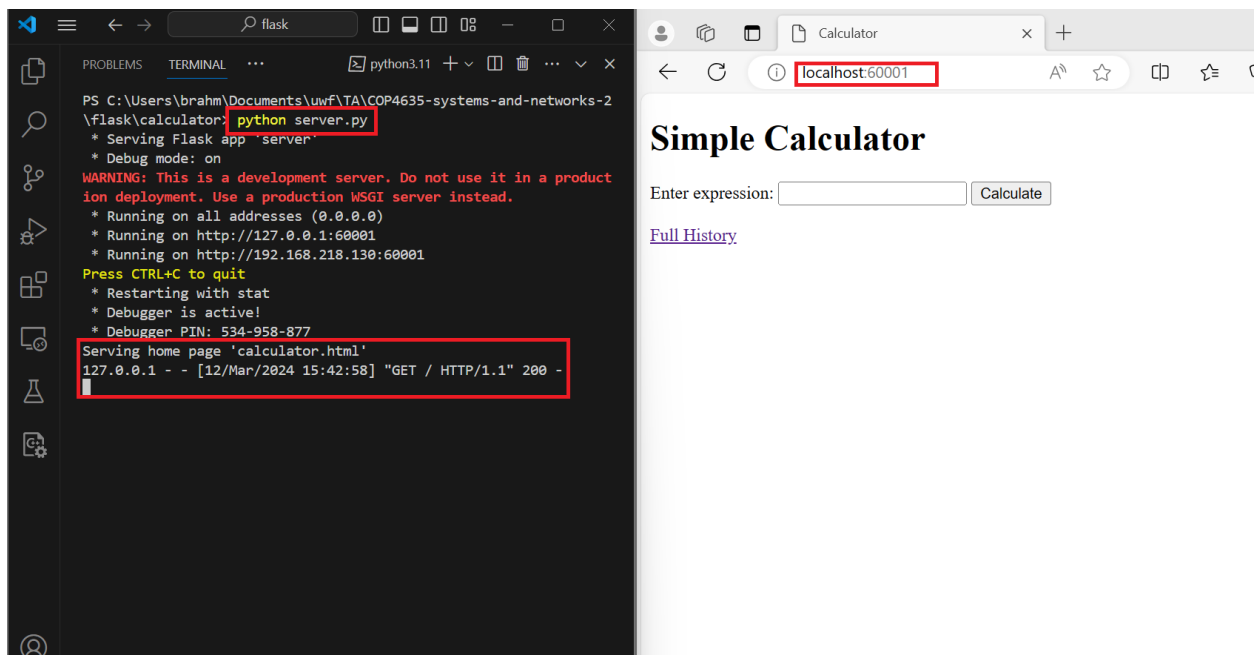 flask
PROBLEMS TERMINAL ··· python3.11
PS C:\Users\brahm\Documents\uwf\TA\COP4635-systems-and-networks-2
\flask\calculator> python server.py
* Serving Flask app 'server'
* Debug mode: on
WARNING: This is a development server. Do not use it in a product
ion deployment. Use a production WSGI server instead.
* Running on all addresses (0.0.0.0)
* Running on http://127.0.0.1:60001
* Running on http://192.168.218.130:60001
Press CTRL+C to quit
* Restarting with stat
* Debugger is active!
* Debugger PIN: 534-958-877
Serving home page 'calculator.html'
127.0.0.1 - - [12/Mar/2024 15:42:58] "GET / HTTP/1.1" 200 -
Calculator
localhost:60001
Simple Calculator
Enter expression: Calculate
Full History